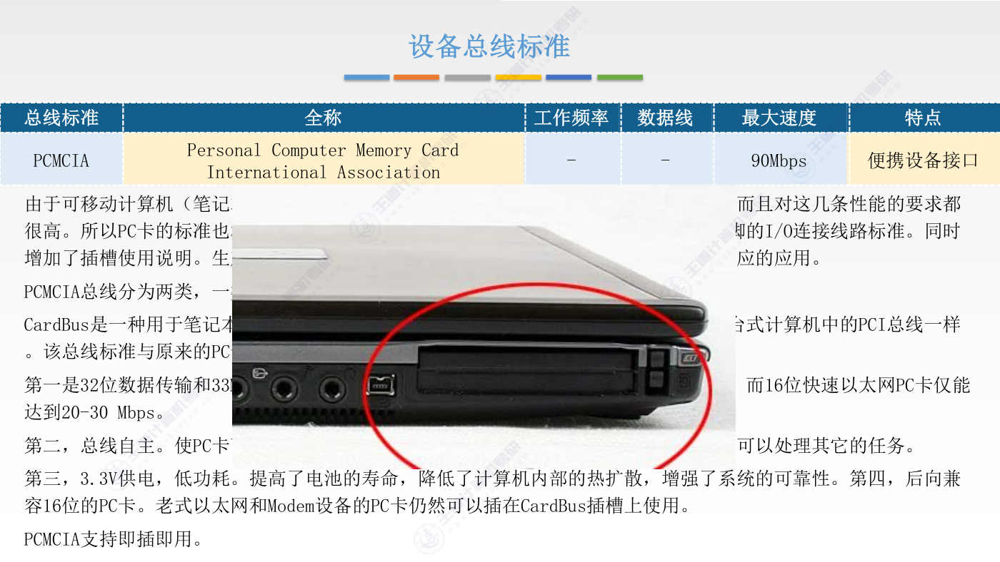 设备总线标准
总线标准 全称 工作频率 数据线 最大速度 特点
PCMCIA Personal Computer Memory Card International Association - - 90Mbps 便携设备接口
由于可移动计算机（笔记 而且对这几条性能的要求都
很高。所以PC卡的标准也 的I/O连接线路标准。同时
增加了插槽使用说明。生 应的应用。
PCMCIA总线分为两类，一
CardBus是一种用于笔记本 式计算机中的PCI总线一样
。该总线标准与原来的PC
第一是32位数据传输和33 而16位快速以太网PC卡仅能
达到20-30 Mbps。
第二，总线自主。使PC卡 可以处理其它的任务。
第三，3.3V供电，低功耗。提高了电池的寿命，降低了计算机内部的热扩散，增强了系统的可靠性。第四，后向兼
容16位的PC卡。老式以太网和Modem设备的PC卡仍然可以插在CardBus插槽上使用。
PCMCIA支持即插即用。